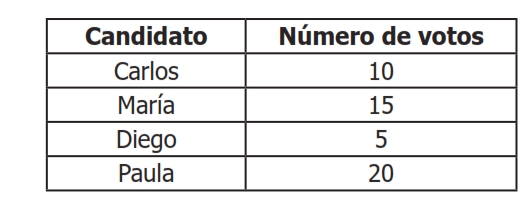 Candidato Número de votos
Carlos 10
María 15
Diego 5
Paula 20